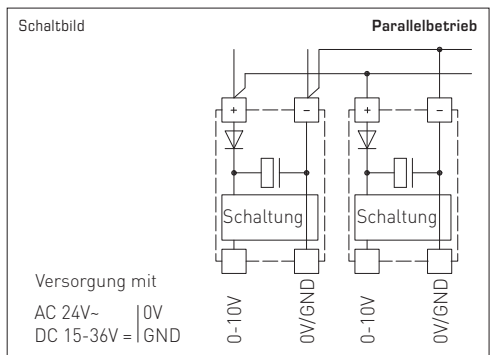 Schaltbild
Parallelbetrieb
+
−
+
−
Schaltung
Schaltung
Versorgung mit
AC 24V~ | 0V
DC 15-36V = | GND
0-10V
0V/GND
0-10V
0V/GND